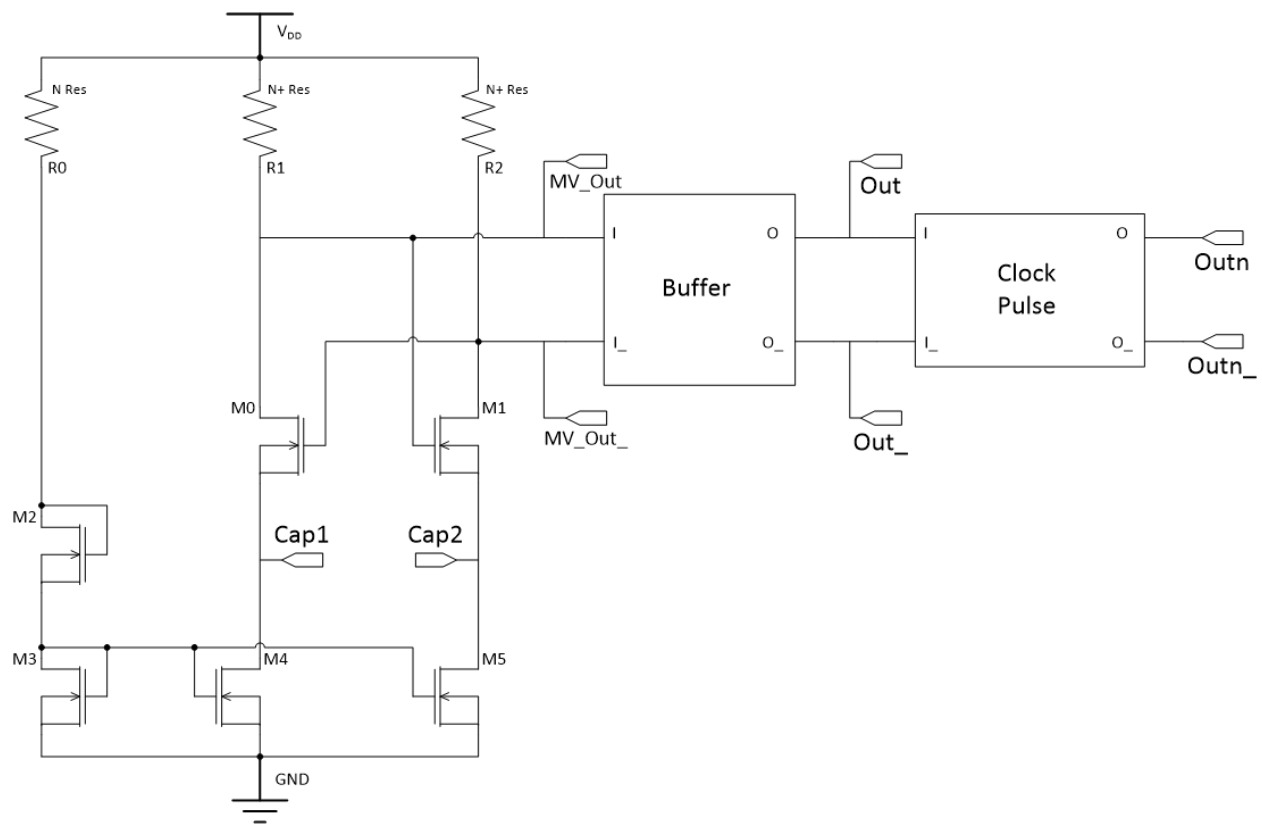 VDD
N Res
N+ Res
N+ Res
R0
R1
R2
MV_Out
Out
I
O
I
O
Outn
Buffer
Clock
Pulse
I_
O_
I_
O_
Outn_
M0
M1
MV_Out_
Out_
M2
Cap1
Cap2
M3
M4
M5
GND